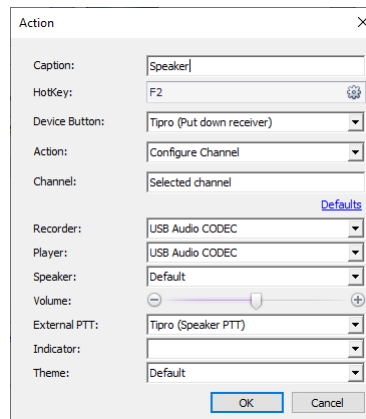 Action
Caption: Speaker
HotKey: F2
Device Button: Tipro (Put down receiver)
Action: Configure Channel
Channel: Selected channel
Defaults
Recorder: USB Audio CODEC
Player: USB Audio CODEC
Speaker: Default
Volume:
External PTT: Tipro (Speaker PTT)
Indicator:
Theme: Default
OK Cancel